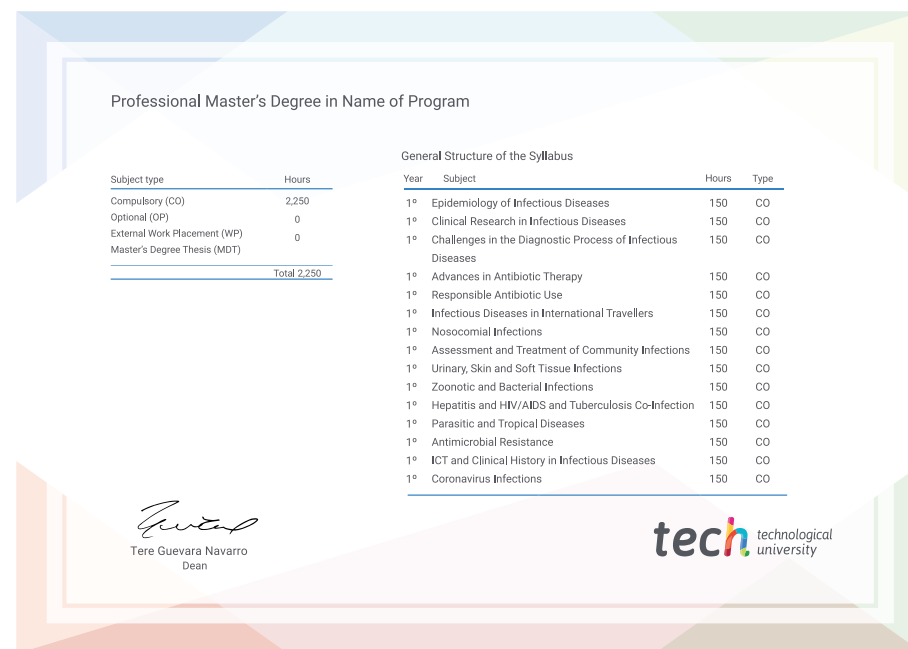 Professional Master's Degree in Name of Program
Subject type Hours
Compulsory (CO) 2,250
Optional (OP) 0
External Work Placement (WP) 0
Master's Degree Thesis (MDT)
Total 2,250
General Structure of the Syllabus
Year Subject Hours Type
1º Epidemiology of Infectious Diseases 150 CO
1º Clinical Research in Infectious Diseases 150 CO
1º Challenges in the Diagnostic Process of Infectious 150 CO
Diseases
1º Advances in Antibiotic Therapy 150 CO
1º Responsible Antibiotic Use 150 CO
1º Infectious Diseases in International Travellers 150 CO
1º Nosocomial Infections 150 CO
1º Assessment and Treatment of Community Infections 150 CO
1º Urinary, Skin and Soft Tissue Infections 150 CO
1º Zoonotic and Bacterial Infections 150 CO
1º Hepatitis and HIV/AIDS and Tuberculosis Co-Infection 150 CO
1º Parasitic and Tropical Diseases 150 CO
1º Antimicrobial Resistance 150 CO
1º ICT and Clinical History in Infectious Diseases 150 CO
1º Coronavirus Infections 150 CO
Tere Guevara Navarro
Dean
tech technological
university